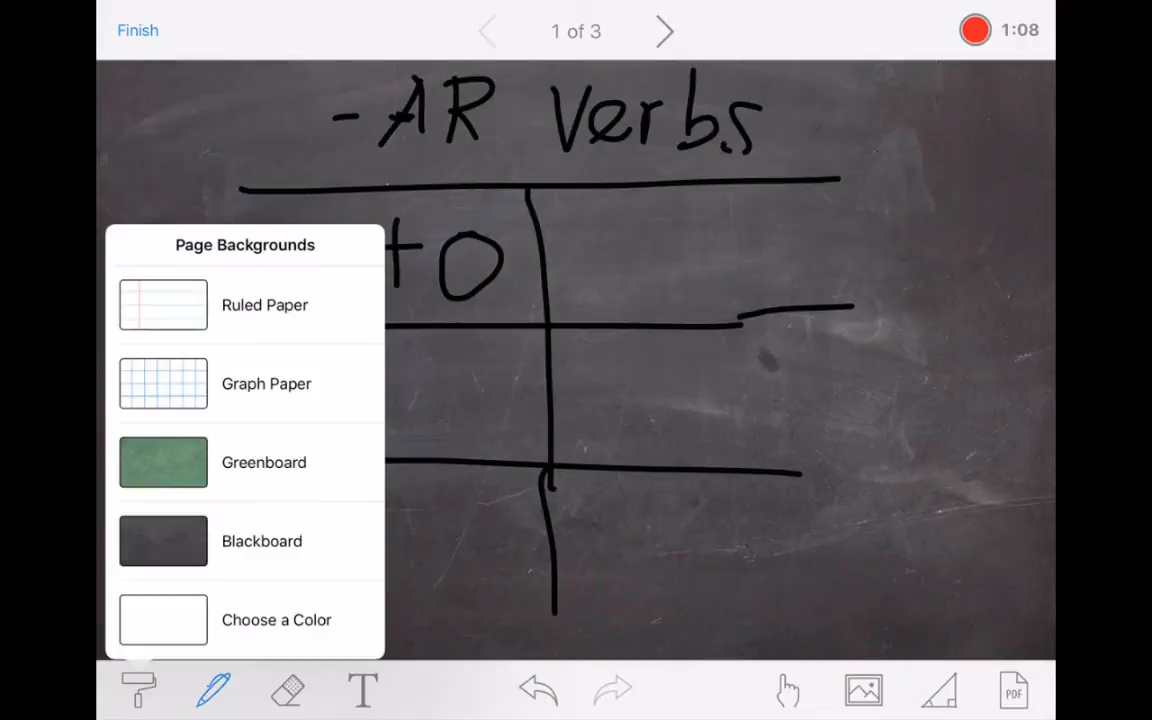 Finish
1 of 3
1:08
-AR verbs
to
Page Backgrounds
Ruled Paper
Graph Paper
Greenboard
Blackboard
Choose a Color
T
PDF